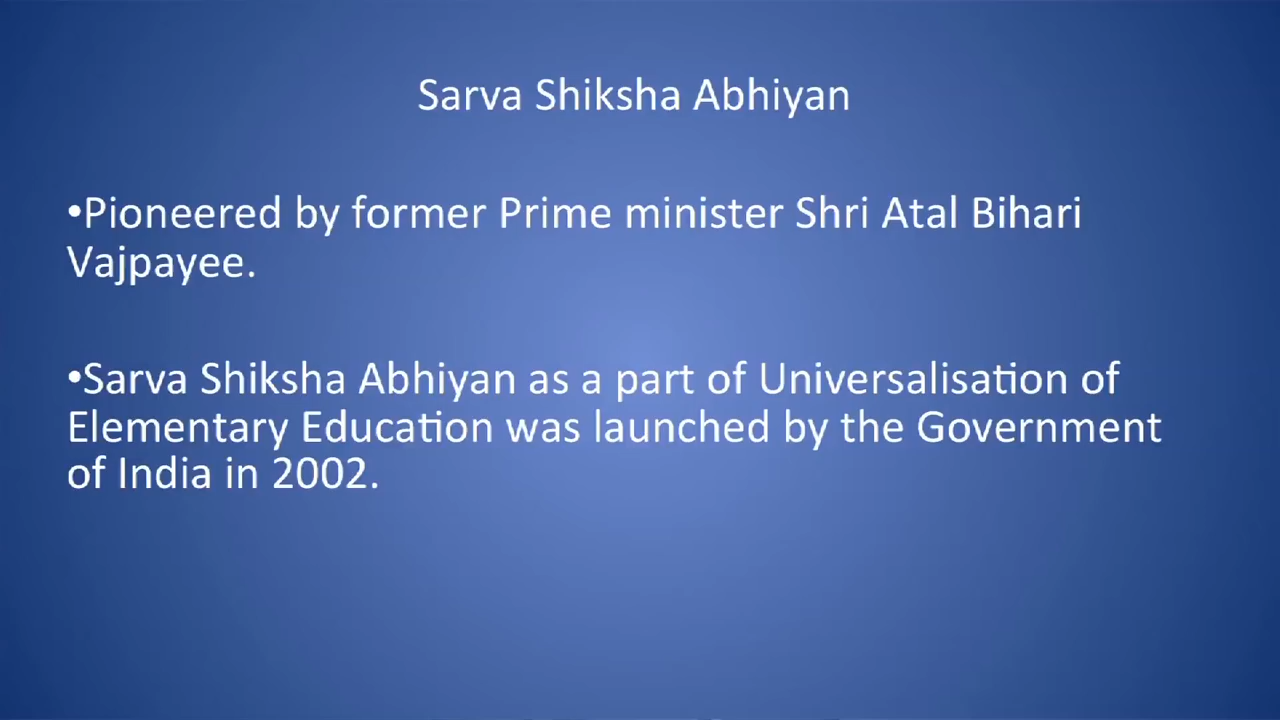 Sarva Shiksha Abhiyan
•Pioneered by former Prime minister Shri Atal Bihari
Vajpayee.
•Sarva Shiksha Abhiyan as a part of Universalisation of
Elementary Education was launched by the Government
of India in 2002.